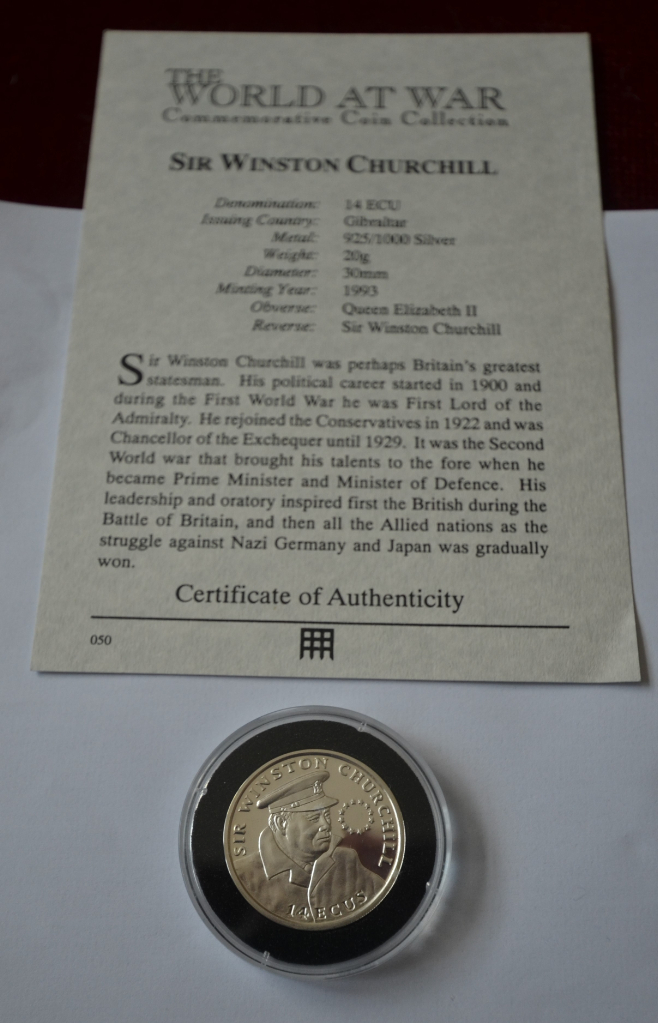 THE
WORLD AT WAR
Commemorative Coin Collection
SIR WINSTON CHURCHILL
Denomination: 14 ECU
Issuing Country: Gibraltar
Metal: 925/1000 Silver
Weight: 20g
Diameter: 30mm
Minting Year: 1993
Obverse: Queen Elizabeth II
Reverse: Sir Winston Churchill
Sir Winston Churchill was perhaps Britain's greatest
statesman. His political career started in 1900 and
during the First World War he was First Lord of the
Admiralty. He rejoined the Conservatives in 1922 and was
Chancellor of the Exchequer until 1929. It was the Second
World war that brought his talents to the fore when he
became Prime Minister and Minister of Defence. His
leadership and oratory inspired first the British during the
Battle of Britain, and then all the Allied nations as the
struggle against Nazi Germany and Japan was gradually
won.
Certificate of Authenticity
050
SIR WINSTON CHURCHILL
14 ECUS